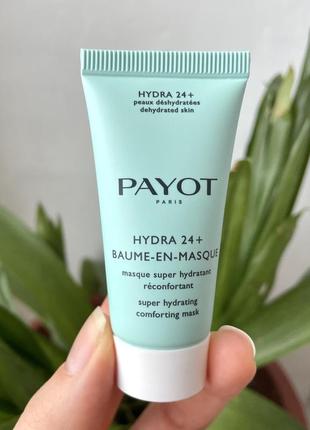 HYDRA 24+
peaux déshydratées
dehydrated skin
PAYOT
PARIS
HYDRA 24+
BAUME-EN-MASQUE
masque super hydratant
réconfortant
super hydrating
comforting mask